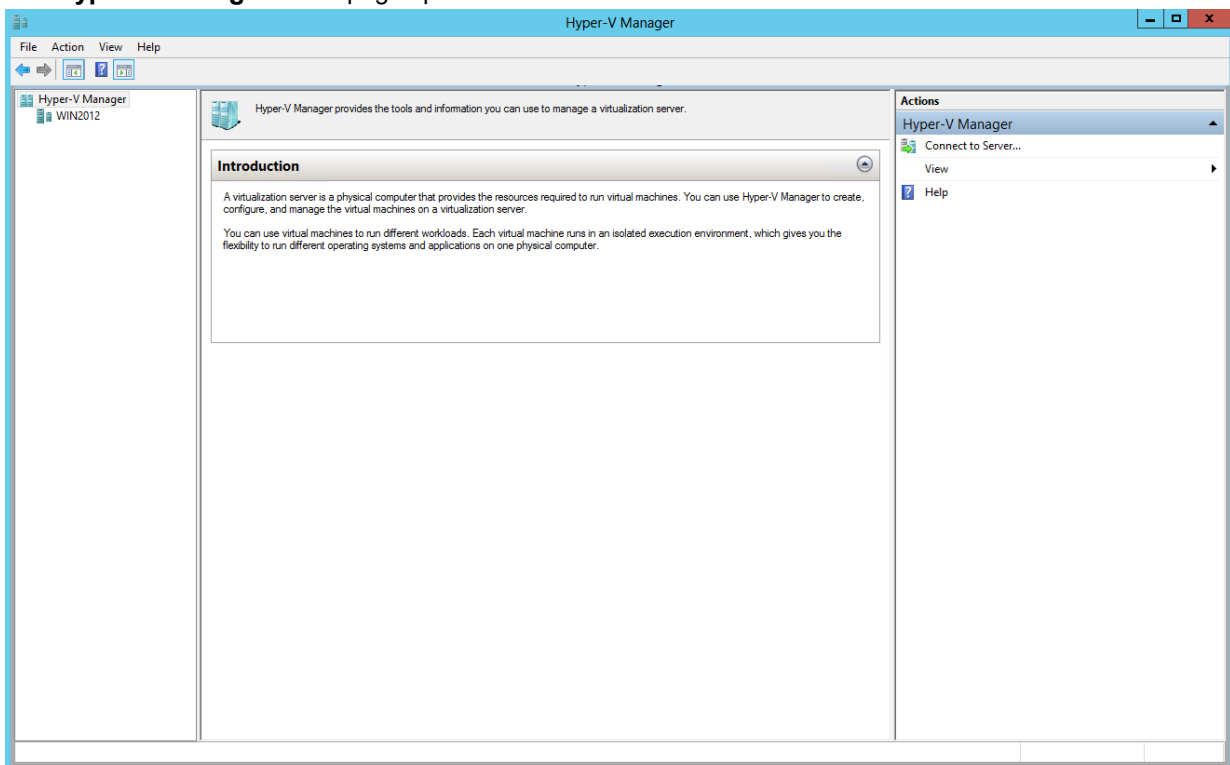 Hyper-V Manager
File Action View Help
Hyper-V Manager
WIN2012
Hyper-V Manager provides the tools and information you can use to manage a virtualization server.
Introduction
A virtualization server is a physical computer that provides the resources required to run virtual machines. You can use Hyper-V Manager to create,
configure, and manage the virtual machines on a virtualization server.
You can use virtual machines to run different workloads. Each virtual machine runs in an isolated execution environment, which gives you the
flexibility to run different operating systems and applications on one physical computer.
Actions
Hyper-V Manager
Connect to Server...
View
Help